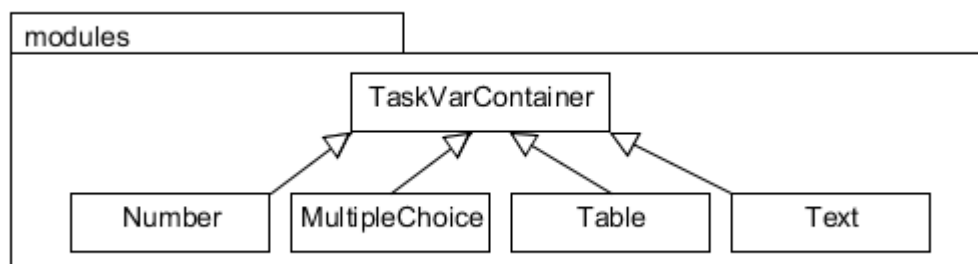 modules
TaskVarContainer
Number
MultipleChoice
Table
Text